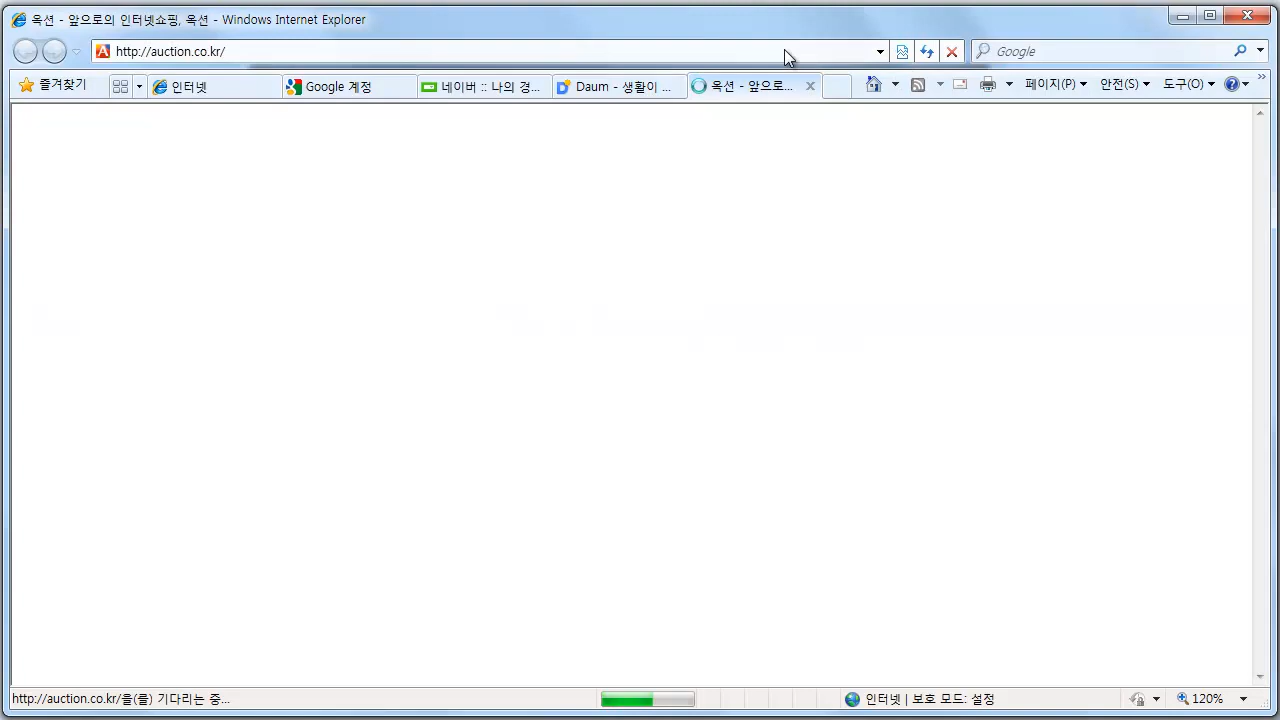 옥션 - 앞으로의 인터넷쇼핑, 옥션 - Windows Internet Explorer
http://auction.co.kr/
Google
즐겨찾기
인터넷
Google 계정
네이버 :: 나의 경...
Daum - 생활이 ...
옥션 - 앞으로...
페이지(P)
안전(S)
도구(O)
http://auction.co.kr/을(를) 기다리는 중...
인터넷 | 보호 모드: 설정
120%